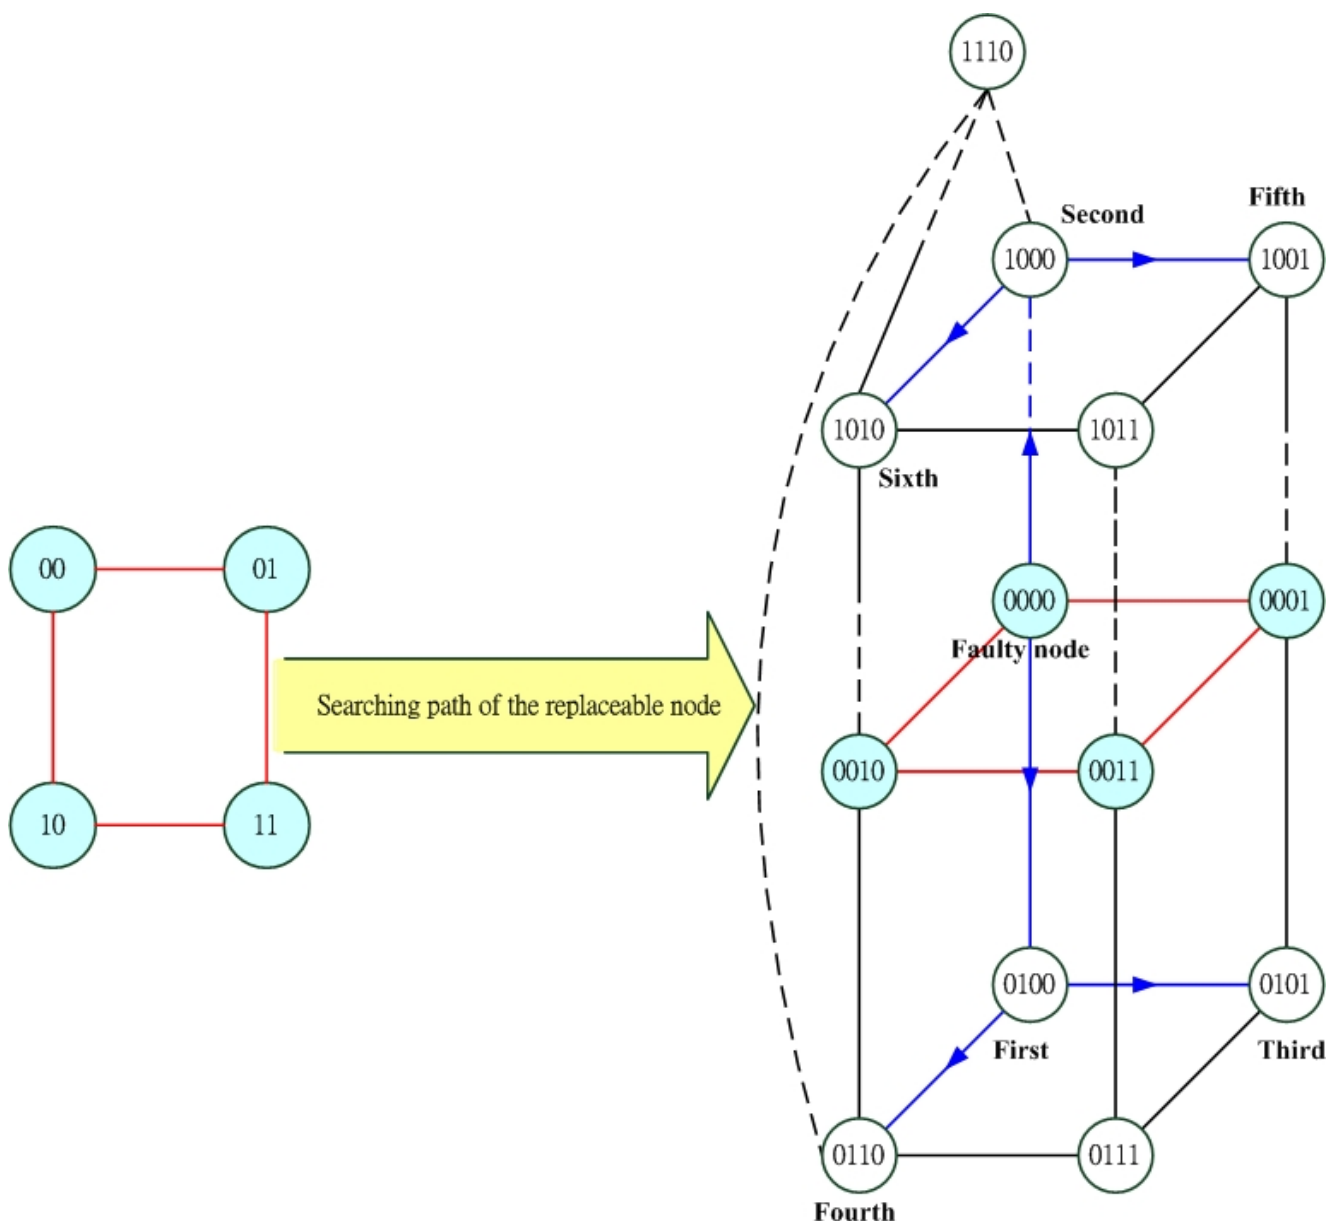 1110
Second
Fifth
1000
1001
1010
1011
Sixth
00
01
0000
0001
Faulty node
Searching path of the replaceable node
0010
0011
10
11
0100
0101
First
Third
0110
0111
Fourth